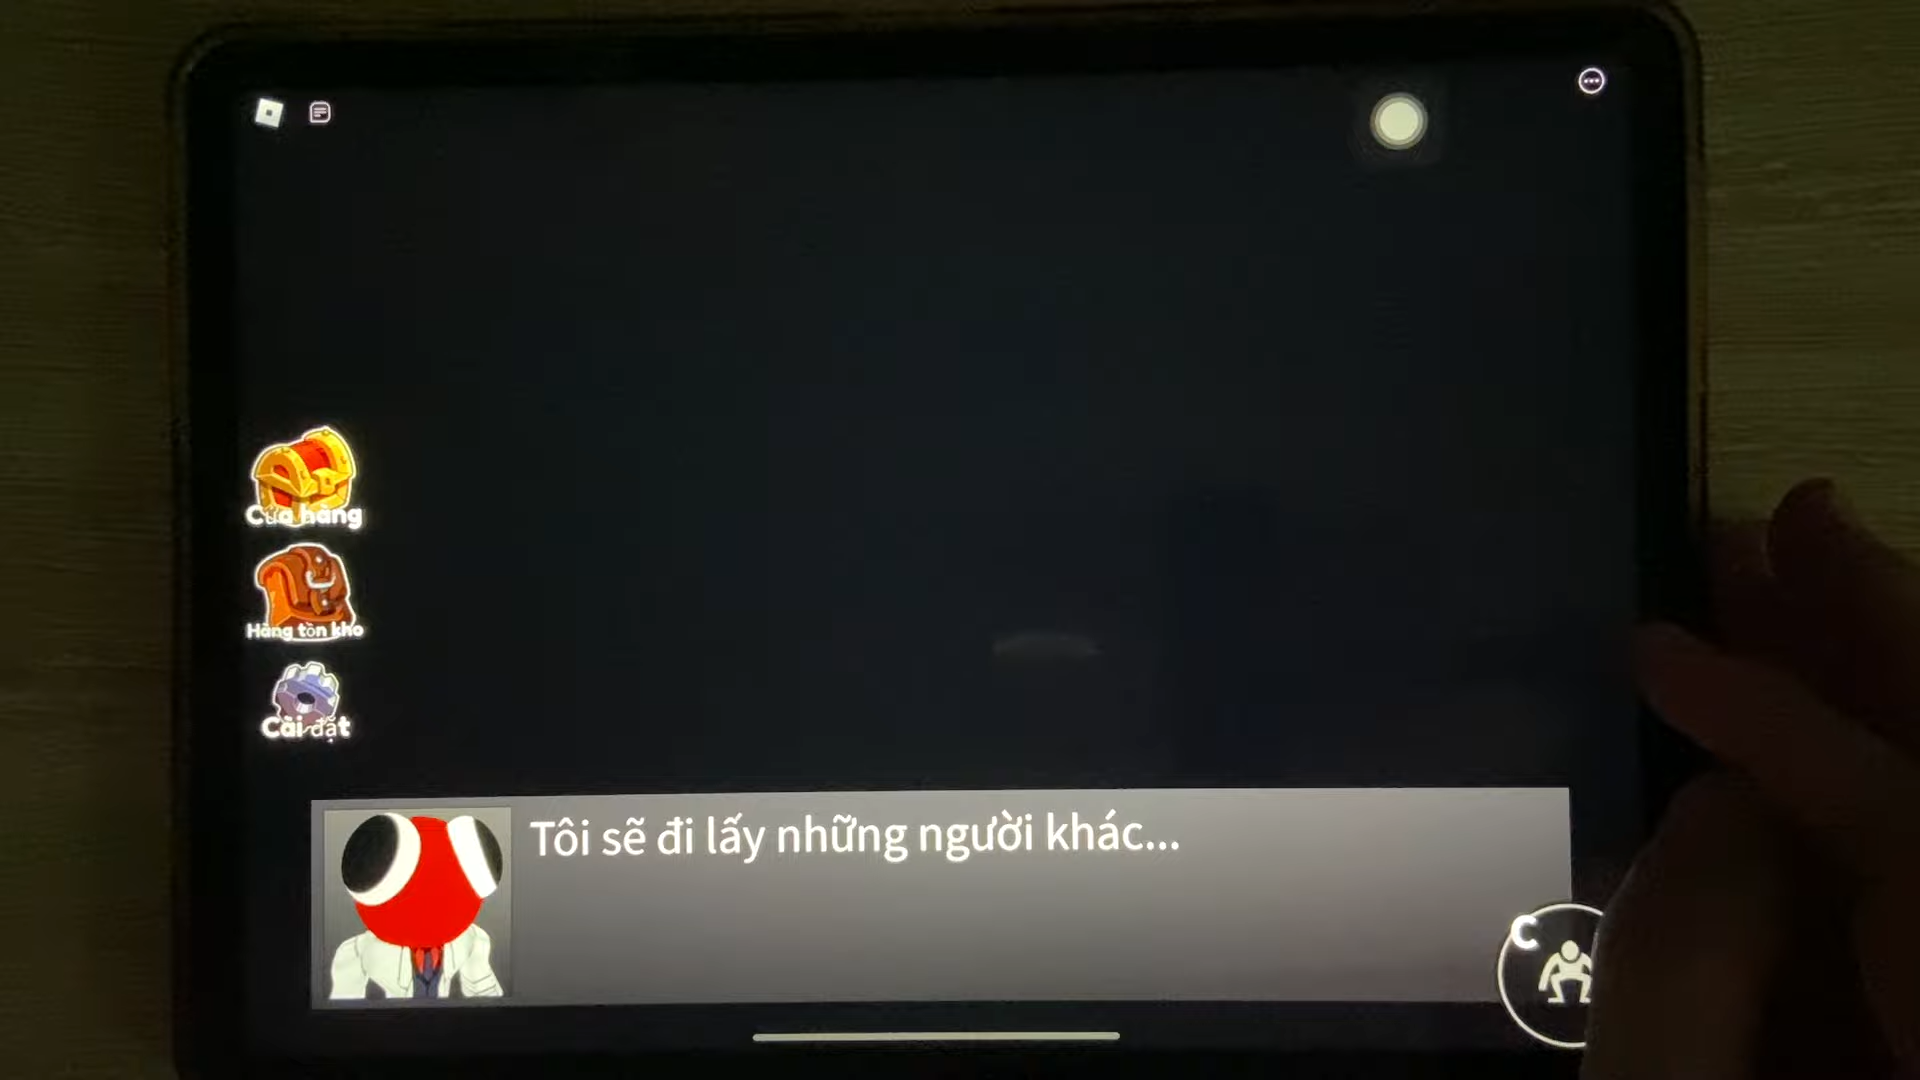 Cửa hàng
Hàng tồn kho
Cài đặt
Tôi sẽ đi lấy những người khác...
C